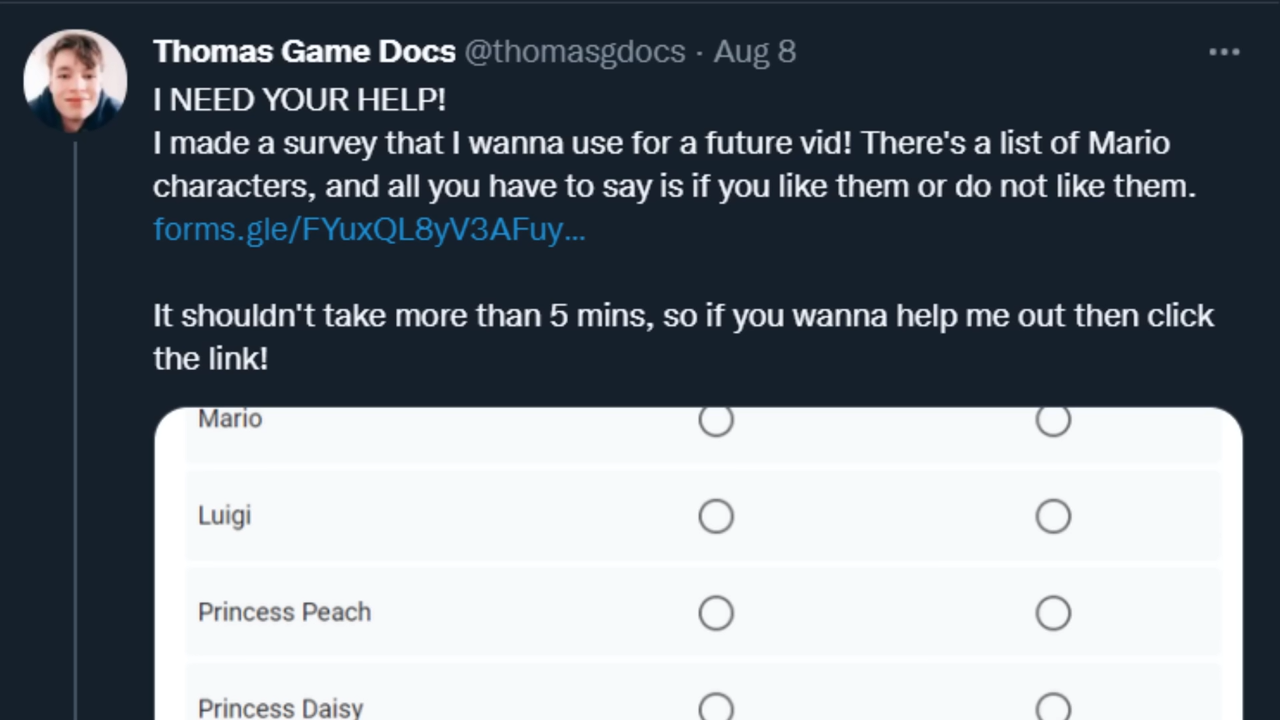 Thomas Game Docs @thomasgdocs · Aug 8
I NEED YOUR HELP!
I made a survey that I wanna use for a future vid! There's a list of Mario
characters, and all you have to say is if you like them or do not like them.
forms.gle/FYuxQL8yV3AFuy...
It shouldn't take more than 5 mins, so if you wanna help me out then click
the link!
Mario
Luigi
Princess Peach
Princess Daisy